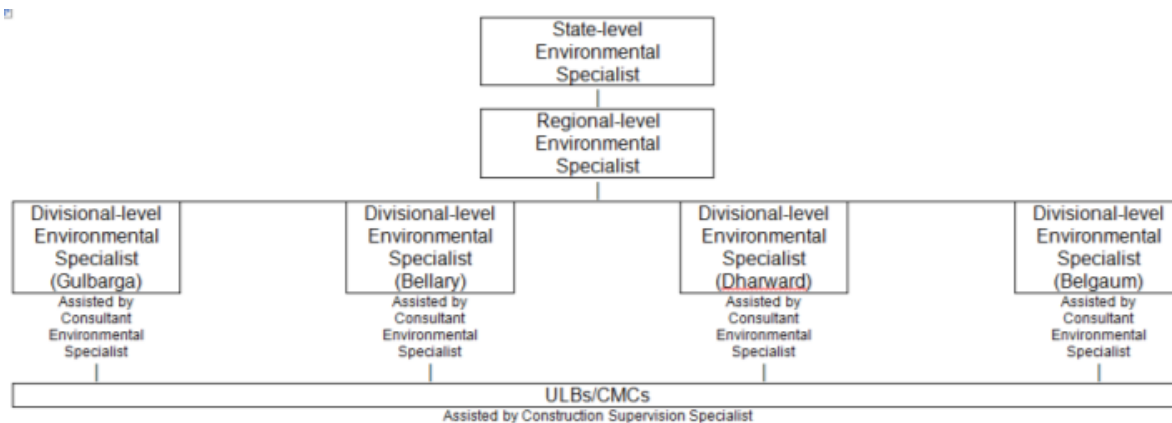 State-level
Environmental
Specialist
Regional-level
Environmental
Specialist
Divisional-level
Environmental
Specialist
(Gulbarga)
Assisted by
Consultant
Environmental
Specialist
Divisional-level
Environmental
Specialist
(Bellary)
Assisted by
Consultant
Environmental
Specialist
Divisional-level
Environmental
Specialist
(Dharward)
Assisted by
Consultant
Environmental
Specialist
Divisional-level
Environmental
Specialist
(Belgaum)
Assisted by
Consultant
Environmental
Specialist
ULBs/CMCs
Assisted by Construction Supervision Specialist